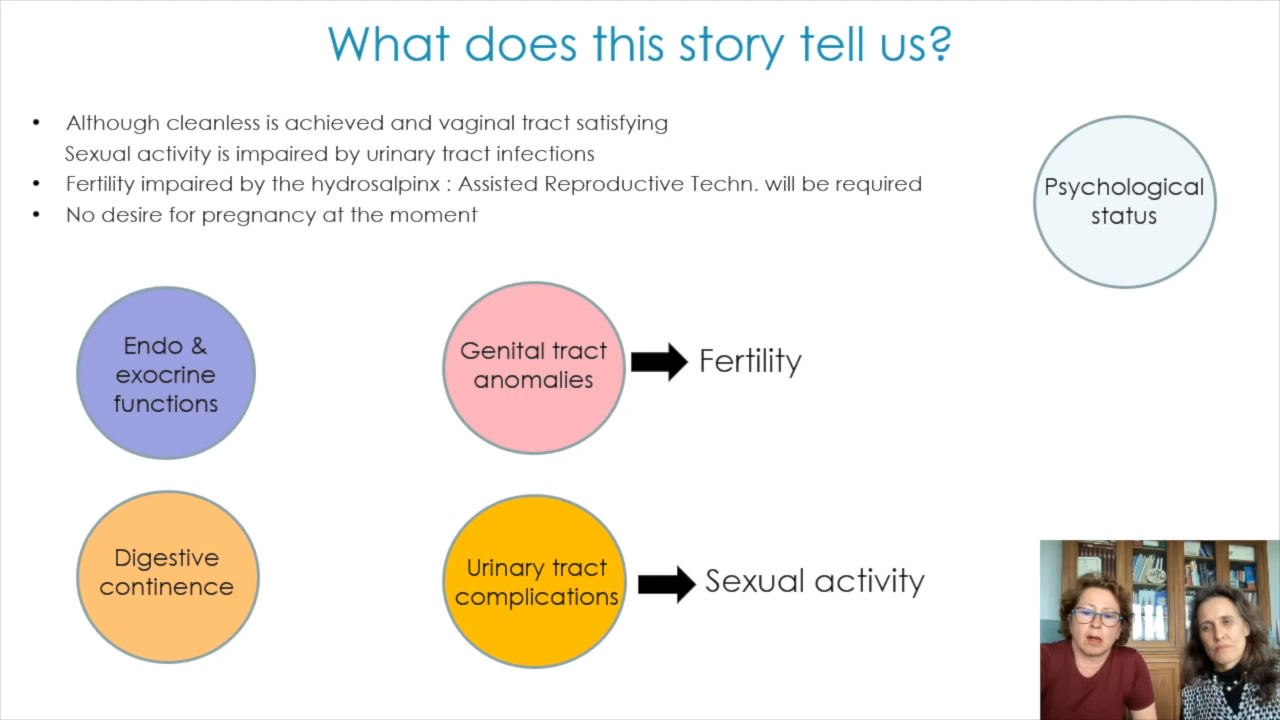 What does this story tell us?
• Although cleanless is achieved and vaginal tract satisfying
Sexual activity is impaired by urinary tract infections
• Fertility impaired by the hydrosalpinx : Assisted Reproductive Techn. will be required
• No desire for pregnancy at the moment
Psychological
status
Endo &
exocrine
functions
Genital tract
anomalies
Fertility
Digestive
continence
Urinary tract
complications
Sexual activity